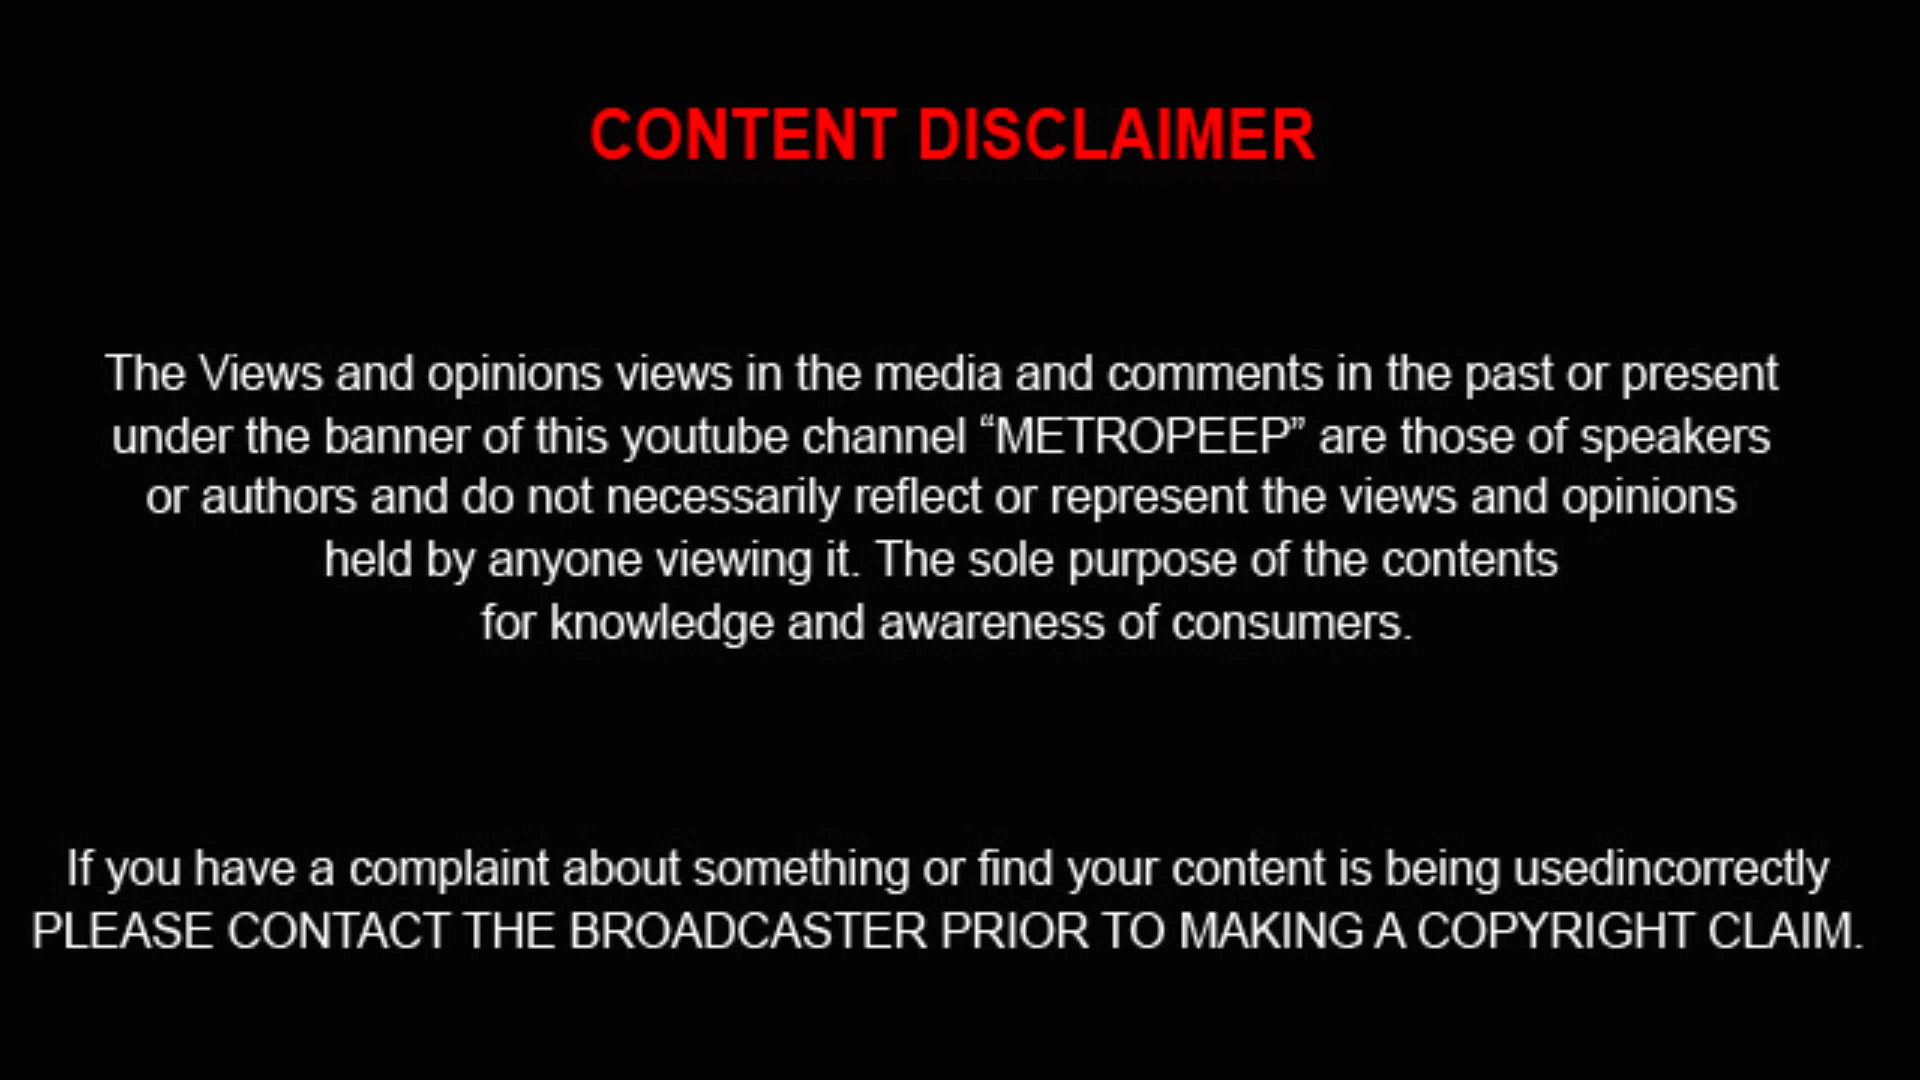 CONTENT DISCLAIMER
The Views and opinions views in the media and comments in the past or present
under the banner of this youtube channel “METROPEEP” are those of speakers
or authors and do not necessarily reflect or represent the views and opinions
held by anyone viewing it. The sole purpose of the contents
for knowledge and awareness of consumers.
If you have a complaint about something or find your content is being usedincorrectly
PLEASE CONTACT THE BROADCASTER PRIOR TO MAKING A COPYRIGHT CLAIM.